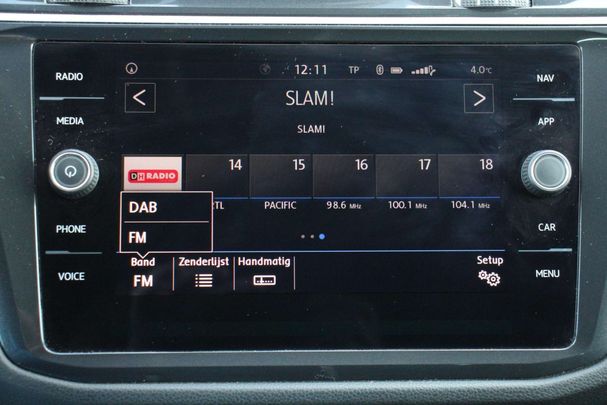 12:11 TP 4.0°C
RADIO
NAV
SLAM!
MEDIA
APP
SLAM!
14 15 16 17 18
DH RADIO
TL PACIFIC 98.6 MHz 100.1 MHz 104.1 MHz
DAB
PHONE
CAR
FM
Band Zenderlijst Handmatig Setup
VOICE
MENU
FM